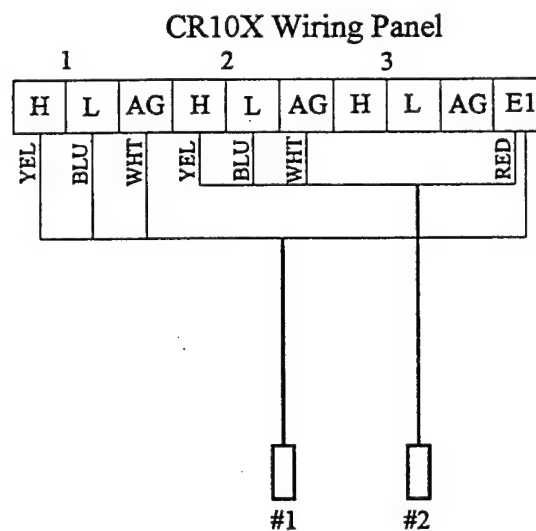 CR10X Wiring Panel
1 2 3
H L AG H L AG H L AG E1
YEL BLU WHT YEL BLU WHT RED
#1 #2